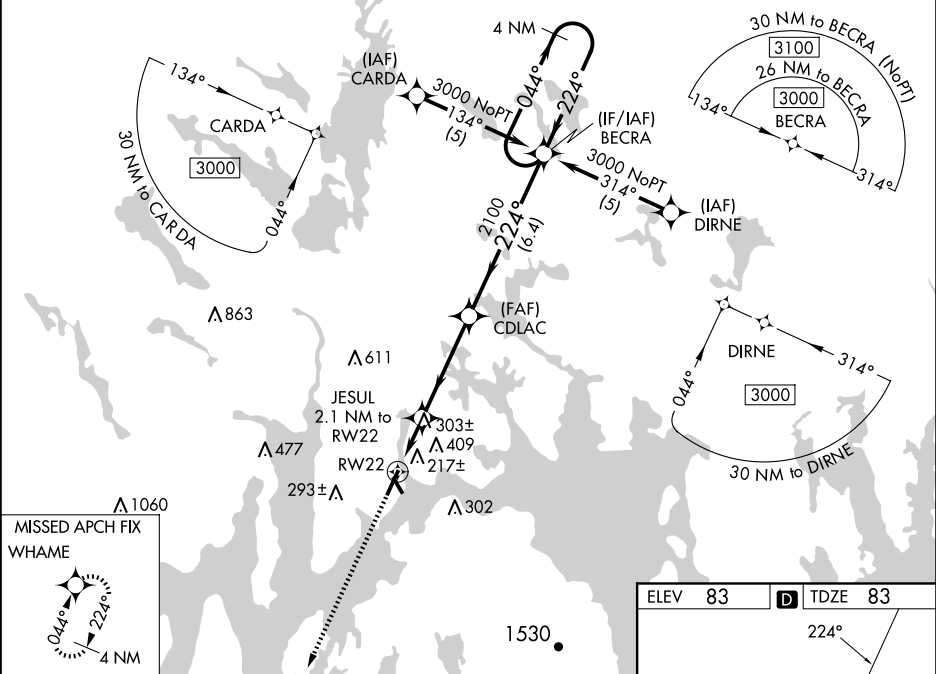 134°
CARDA
30 NM to CARDA
3000
044°
(IAF)
CARDA
3000 NoPT
134°
(5)
4 NM
044°
224°
(IF/IAF)
BECRA
3000 NoPT
314°
(5)
(IAF)
DIRNE
30 NM to BECRA (NoPT)
3100
26 NM to BECRA
3000
BECRA
134°
314°
2100
224°
(6.4)
(FAF)
CDLAC
863
611
JESUL
2.1 NM to
RW22
303±
409
217±
477
RW22
293±
302
1060
DIRNE
314°
044°
3000
30 NM to DIRNE
MISSED APCH FIX
WHAME
044°
224°
4 NM
1530
ELEV 83
D
TDZE 83
224°